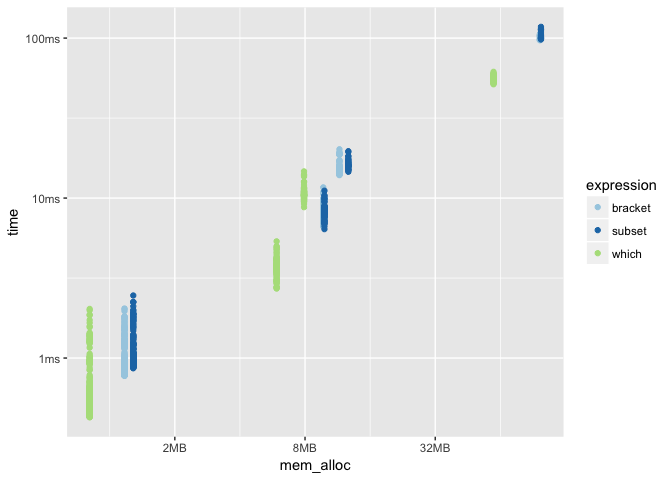 100ms
10ms
1ms
time
2MB
8MB
32MB
mem_alloc
expression
bracket
subset
which